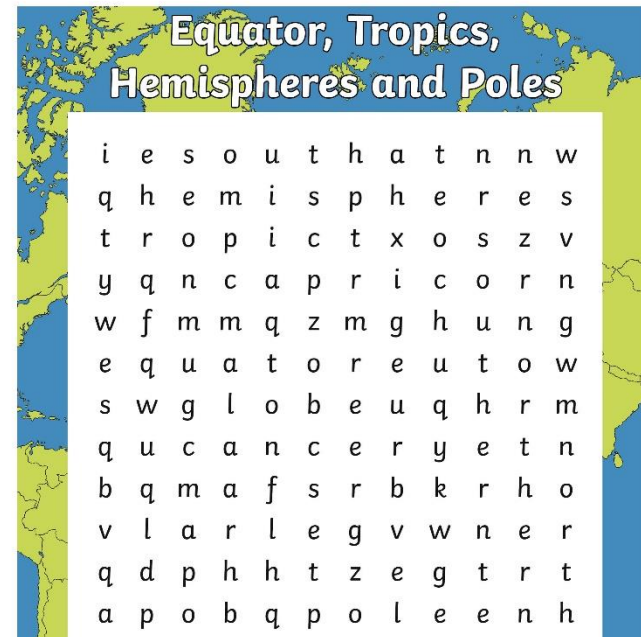 Equator, Tropics,
Hemispheres and Poles
i e s o u t h a t n n w
q h e m i s p h e r e s
t r o p i c t x o s z v
y q n c a p r i c o r n
w f m m q z m g h u n g
e q u a t o r e u t o w
s w g l o b e u q h r m
q u c a n c e r y e t n
b q m a f s r b k r h o
v l a r l e g v w n e r
q d p h h t z e g t r t
a p o b q p o l e e n h